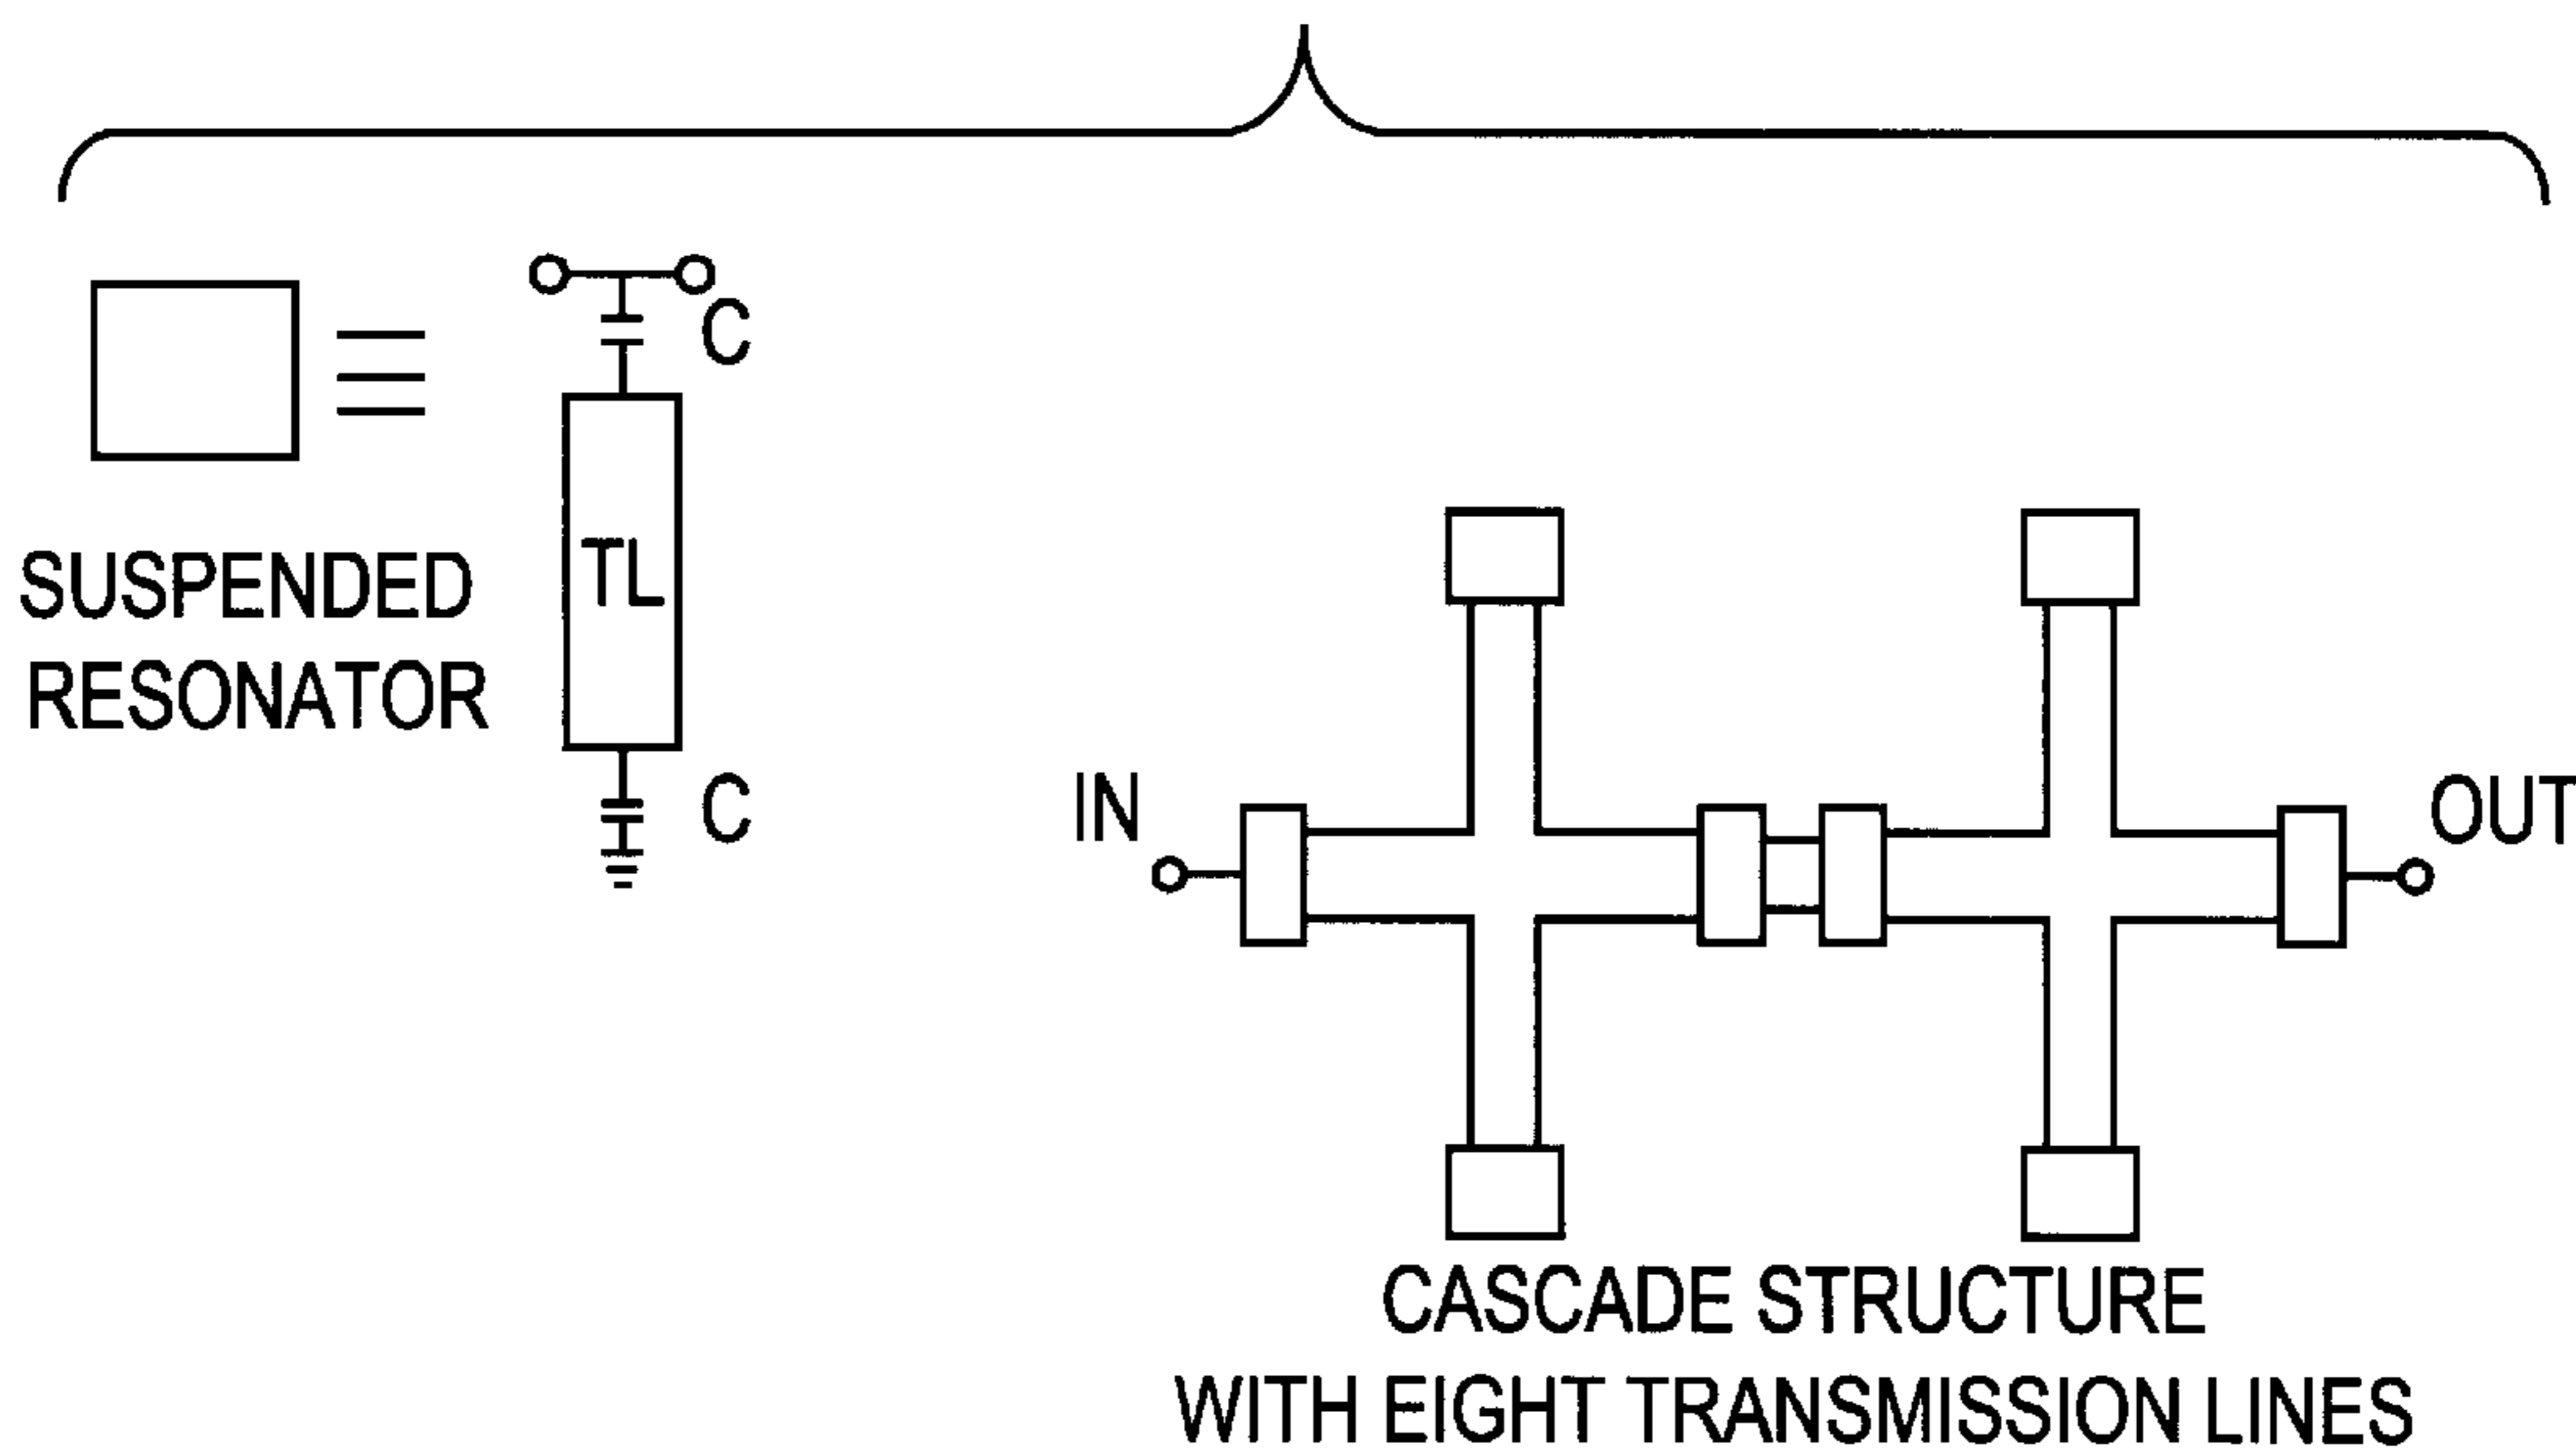 C
TL
SUSPENDED
RESONATOR
C
IN
OUT
CASCADE STRUCTURE
WITH EIGHT TRANSMISSION LINES